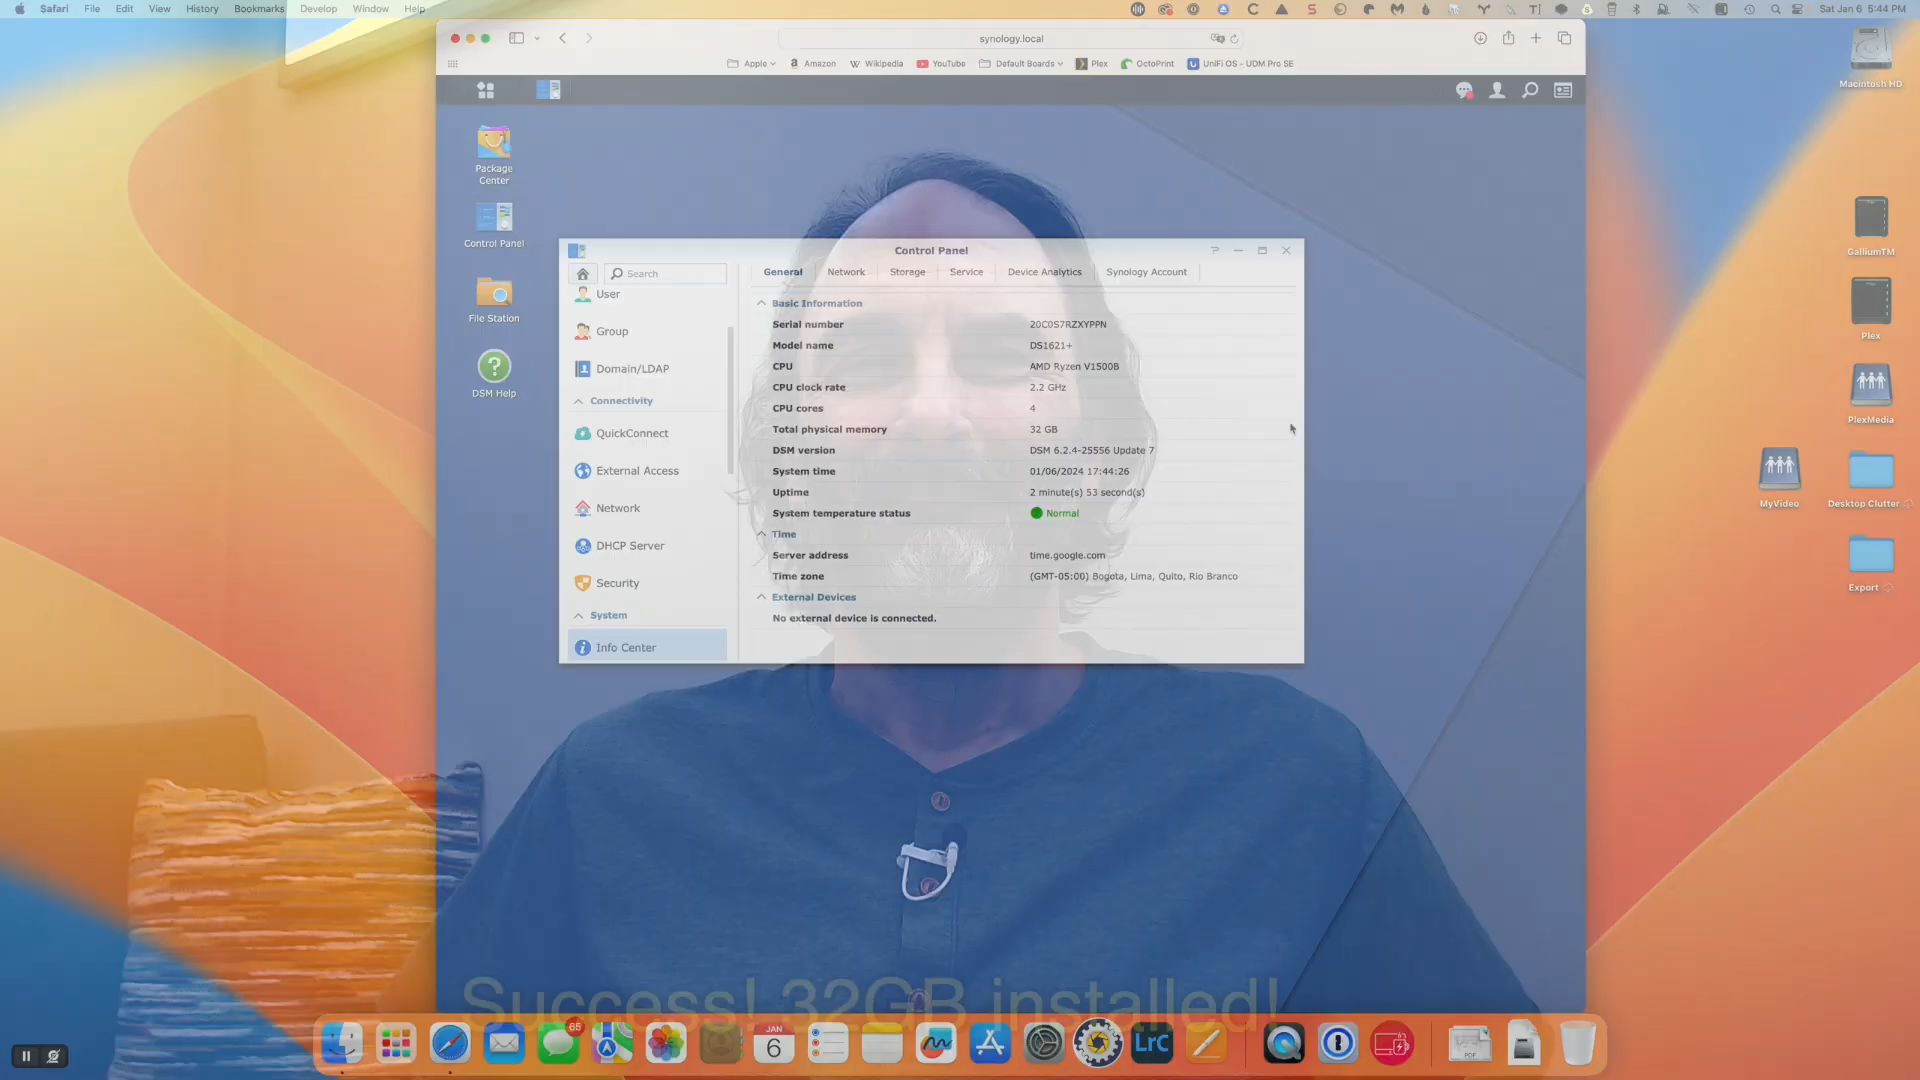 Safari File Edit View History Bookmarks Develop Window Help
Sat Jan 6 5:44 PM
synology.local
Apple Amazon Wikipedia YouTube Default Boards Plex OctoPrint UniFi OS - UDM Pro SE
Macintosh HD
Package Center
Control Panel
File Station
DSM Help
Control Panel
Search
General Network Storage Service Device Analytics Synology Account
User
Group
Domain/LDAP
Connectivity
QuickConnect
External Access
Network
DHCP Server
Security
System
Info Center
Basic Information
Serial number 20C0S7RZXYPPN
Model name DS1621+
CPU AMD Ryzen V1500B
CPU clock rate 2.2 GHz
CPU cores 4
Total physical memory 32 GB
DSM version DSM 6.2.4-25556 Update 7
System time 01/06/2024 17:44:26
Uptime 2 minute(s) 53 second(s)
System temperature status Normal
Time
Server address time.google.com
Time zone (GMT-05:00) Bogota, Lima, Quito, Rio Branco
External Devices
No external device is connected.
GalliumTM
Plex
PlexMedia
MyVideo
Desktop Clutter
Export
Success! 32GB installed!
65
JAN
6
LrC
PDF